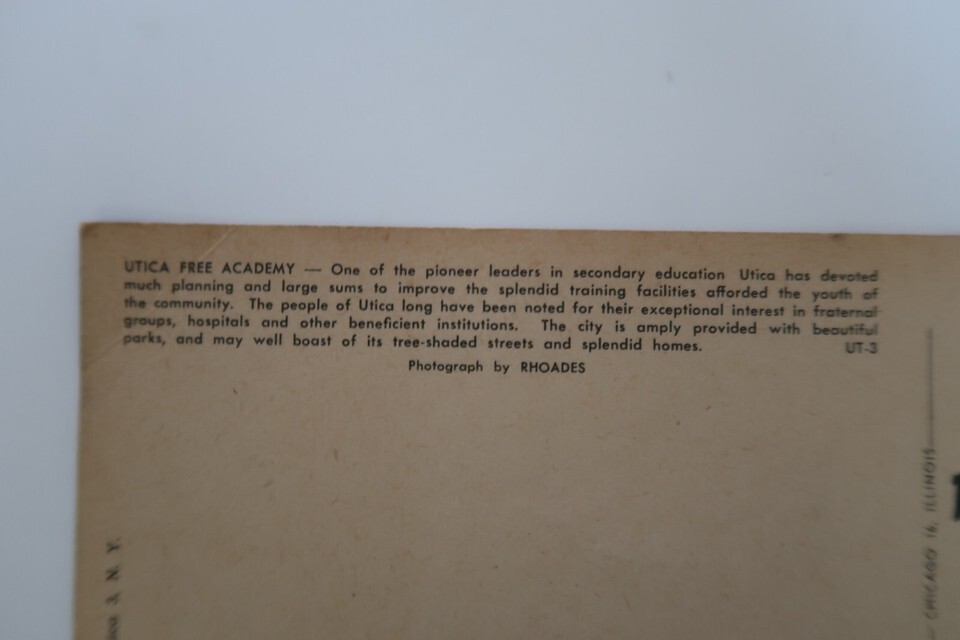 UTICA FREE ACADEMY — One of the pioneer leaders in secondary education Utica has devoted
much planning and large sums to improve the splendid training facilities afforded the youth of
the community. The people of Utica long have been noted for their exceptional interest in fraternal
groups, hospitals and other beneficient institutions. The city is amply provided with beautiful
parks, and may well boast of its tree-shaded streets and splendid homes. UT-3
Photograph by RHOADES
3, N. Y.
CHICAGO 16, ILLINOIS